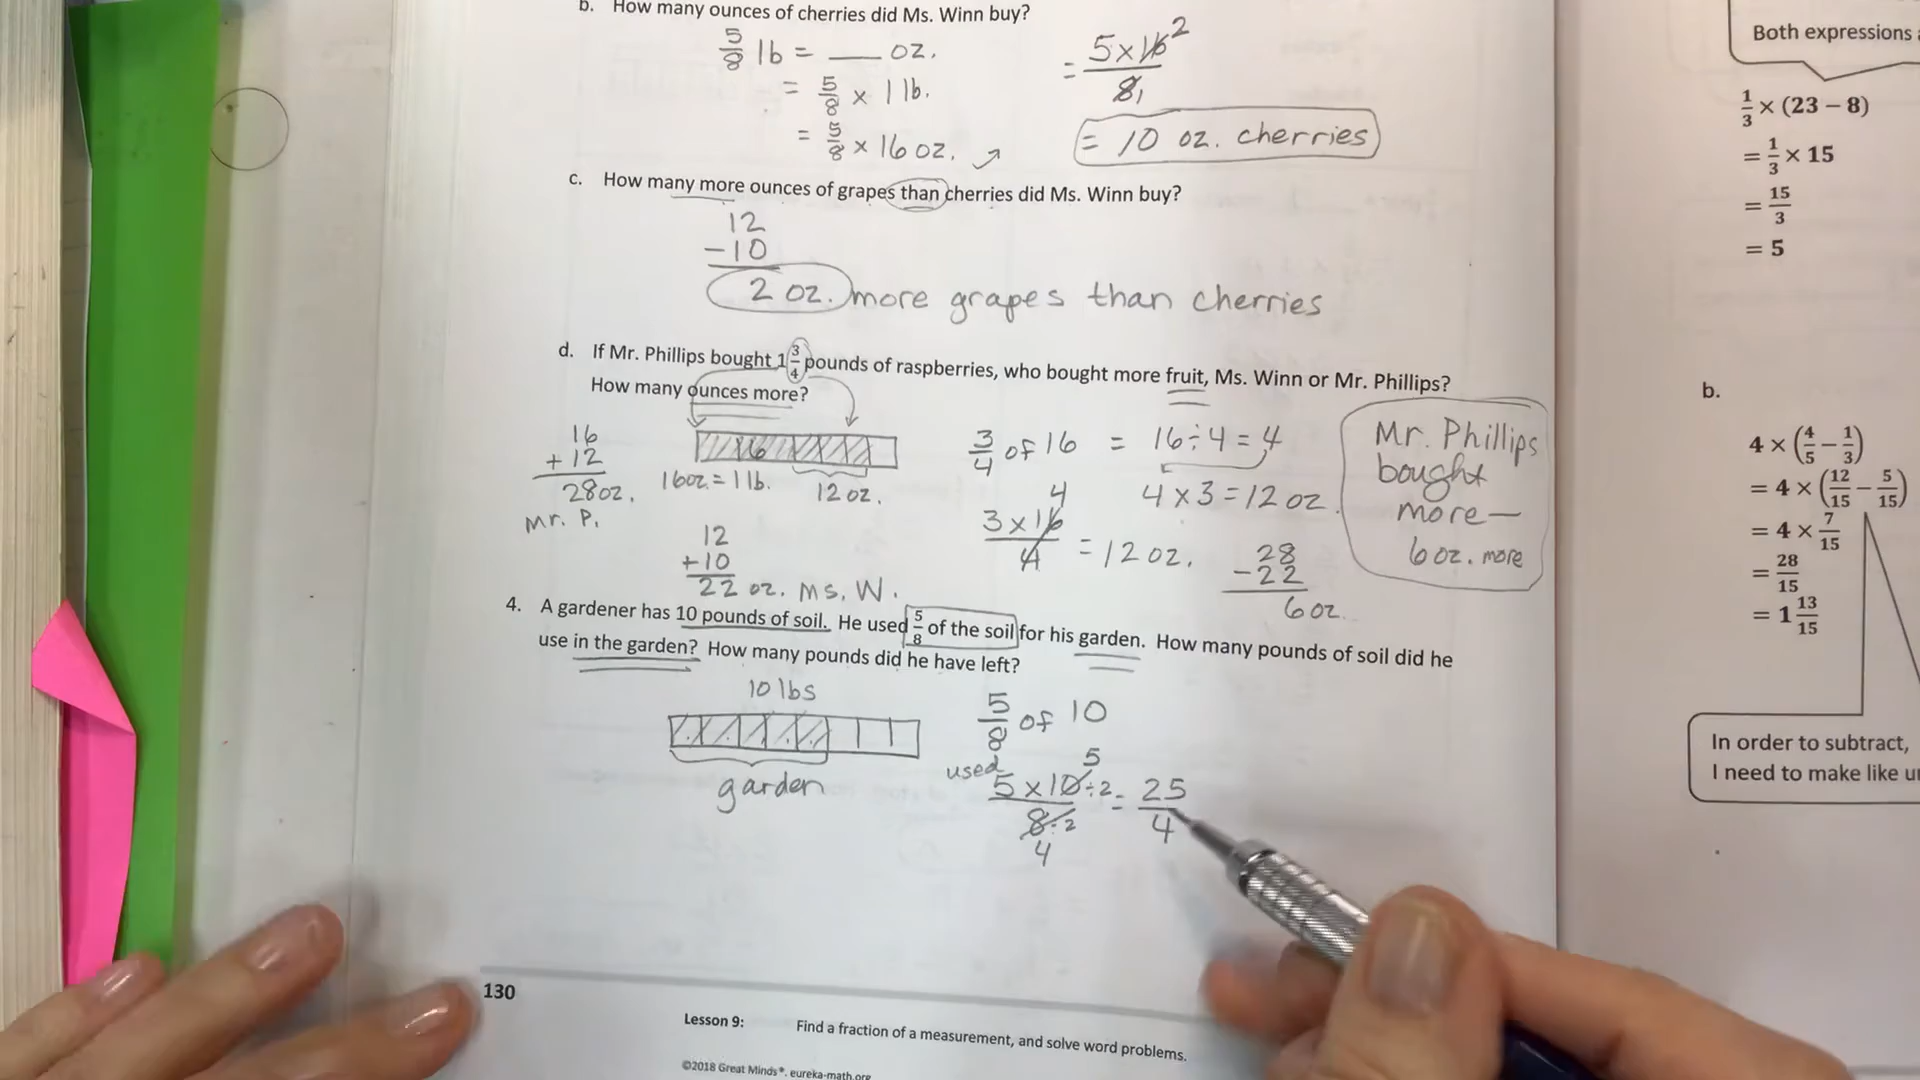 b. How many ounces of cherries did Ms. Winn buy?
5/8 lb = ___ oz.
= 5/8 × 1 lb.
= 5/8 × 16 oz.
= 5×16 2 / 8 1
= 10 oz. cherries
c. How many more ounces of grapes than cherries did Ms. Winn buy?
12
-10
2 oz. more grapes than cherries
d. If Mr. Phillips bought 1 3/4 pounds of raspberries, who bought more fruit, Ms. Winn or Mr. Phillips?
How many ounces more?
16
+ 12
28oz.
Mr. P.
16
16oz. = 1 lb.
12 oz.
12
+10
22 oz. Ms. W.
3/4 of 16 = 16÷4 = 4
4 × 3 = 12 oz.
4
3 × 16 / 4 = 12 oz.
28
-22
6 oz.
Mr. Phillips
bought
more—
6 oz. more
4. A gardener has 10 pounds of soil. He used 5/8 of the soil for his garden. How many pounds of soil did he
use in the garden? How many pounds did he have left?
10 lbs
garden
5/8 of 10
used
5
5 × 10÷2 / 8÷2 = 25/4
4
130
Lesson 9: Find a fraction of a measurement, and solve word problems.
©2018 Great Minds®. eureka-math.org
Both expressions
1/3 × (23 – 8)
= 1/3 × 15
= 15/3
= 5
b.
4 × (4/5 – 1/3)
= 4 × (12/15 – 5/15)
= 4 × 7/15
= 28/15
= 1 13/15
In order to subtract,
I need to make like